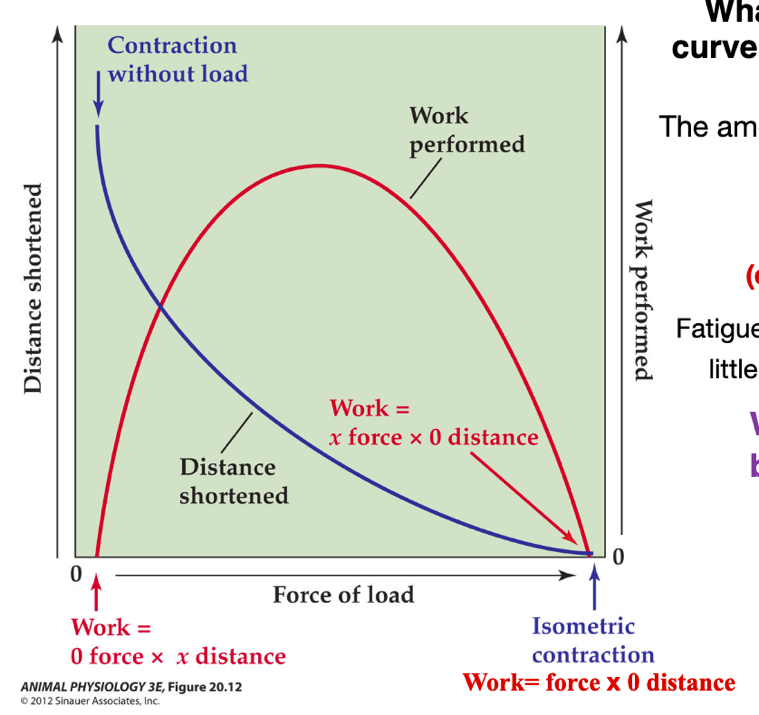 Contraction
without load
Work
performed
Distance shortened
Work performed
Work =
x force × 0 distance
Distance
shortened
0
0
Force of load
Work =
0 force × x distance
Isometric
contraction
Work= force x 0 distance
ANIMAL PHYSIOLOGY 3E, Figure 20.12
© 2012 Sinauer Associates, Inc.
curve
The
Fatigue
little